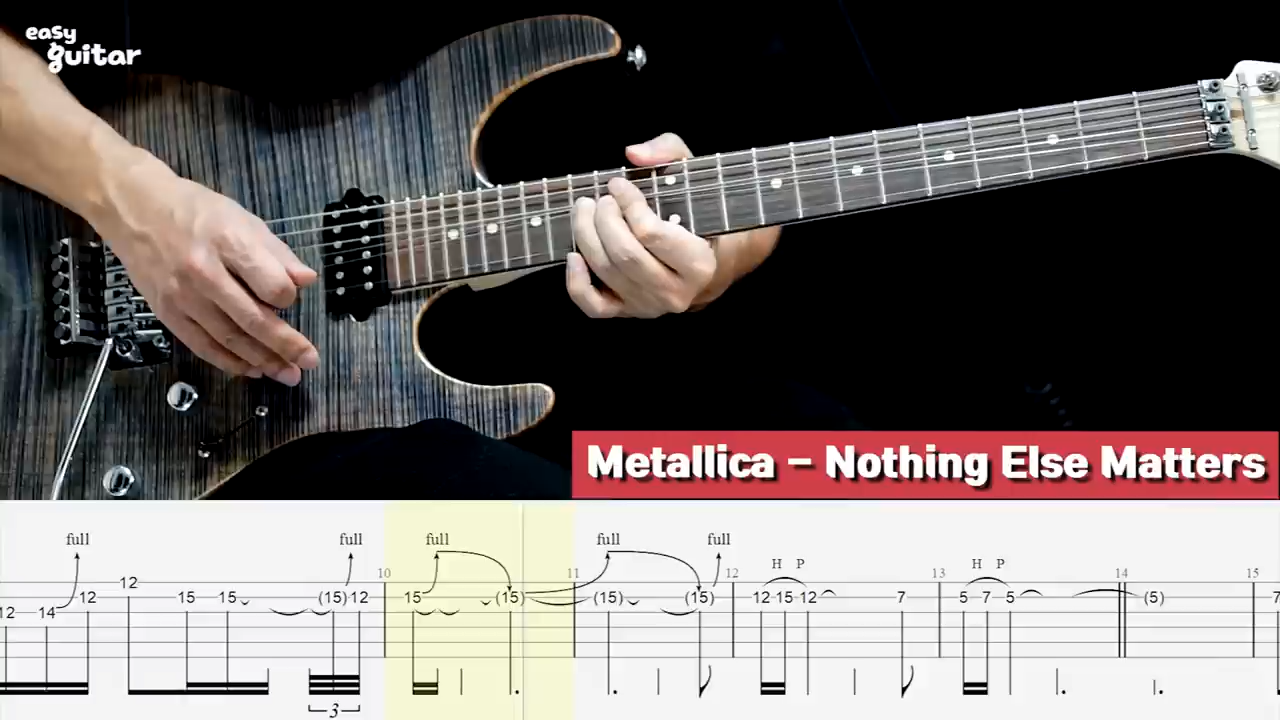 easy
guitar
Metallica – Nothing Else Matters
full full full full full
H P H P
10 11 12 13 14 15
12
12 14 12 15 15 (15) 12 15 (15) (15) (15) 12 15 12 7 5 7 5 (5) 7
3